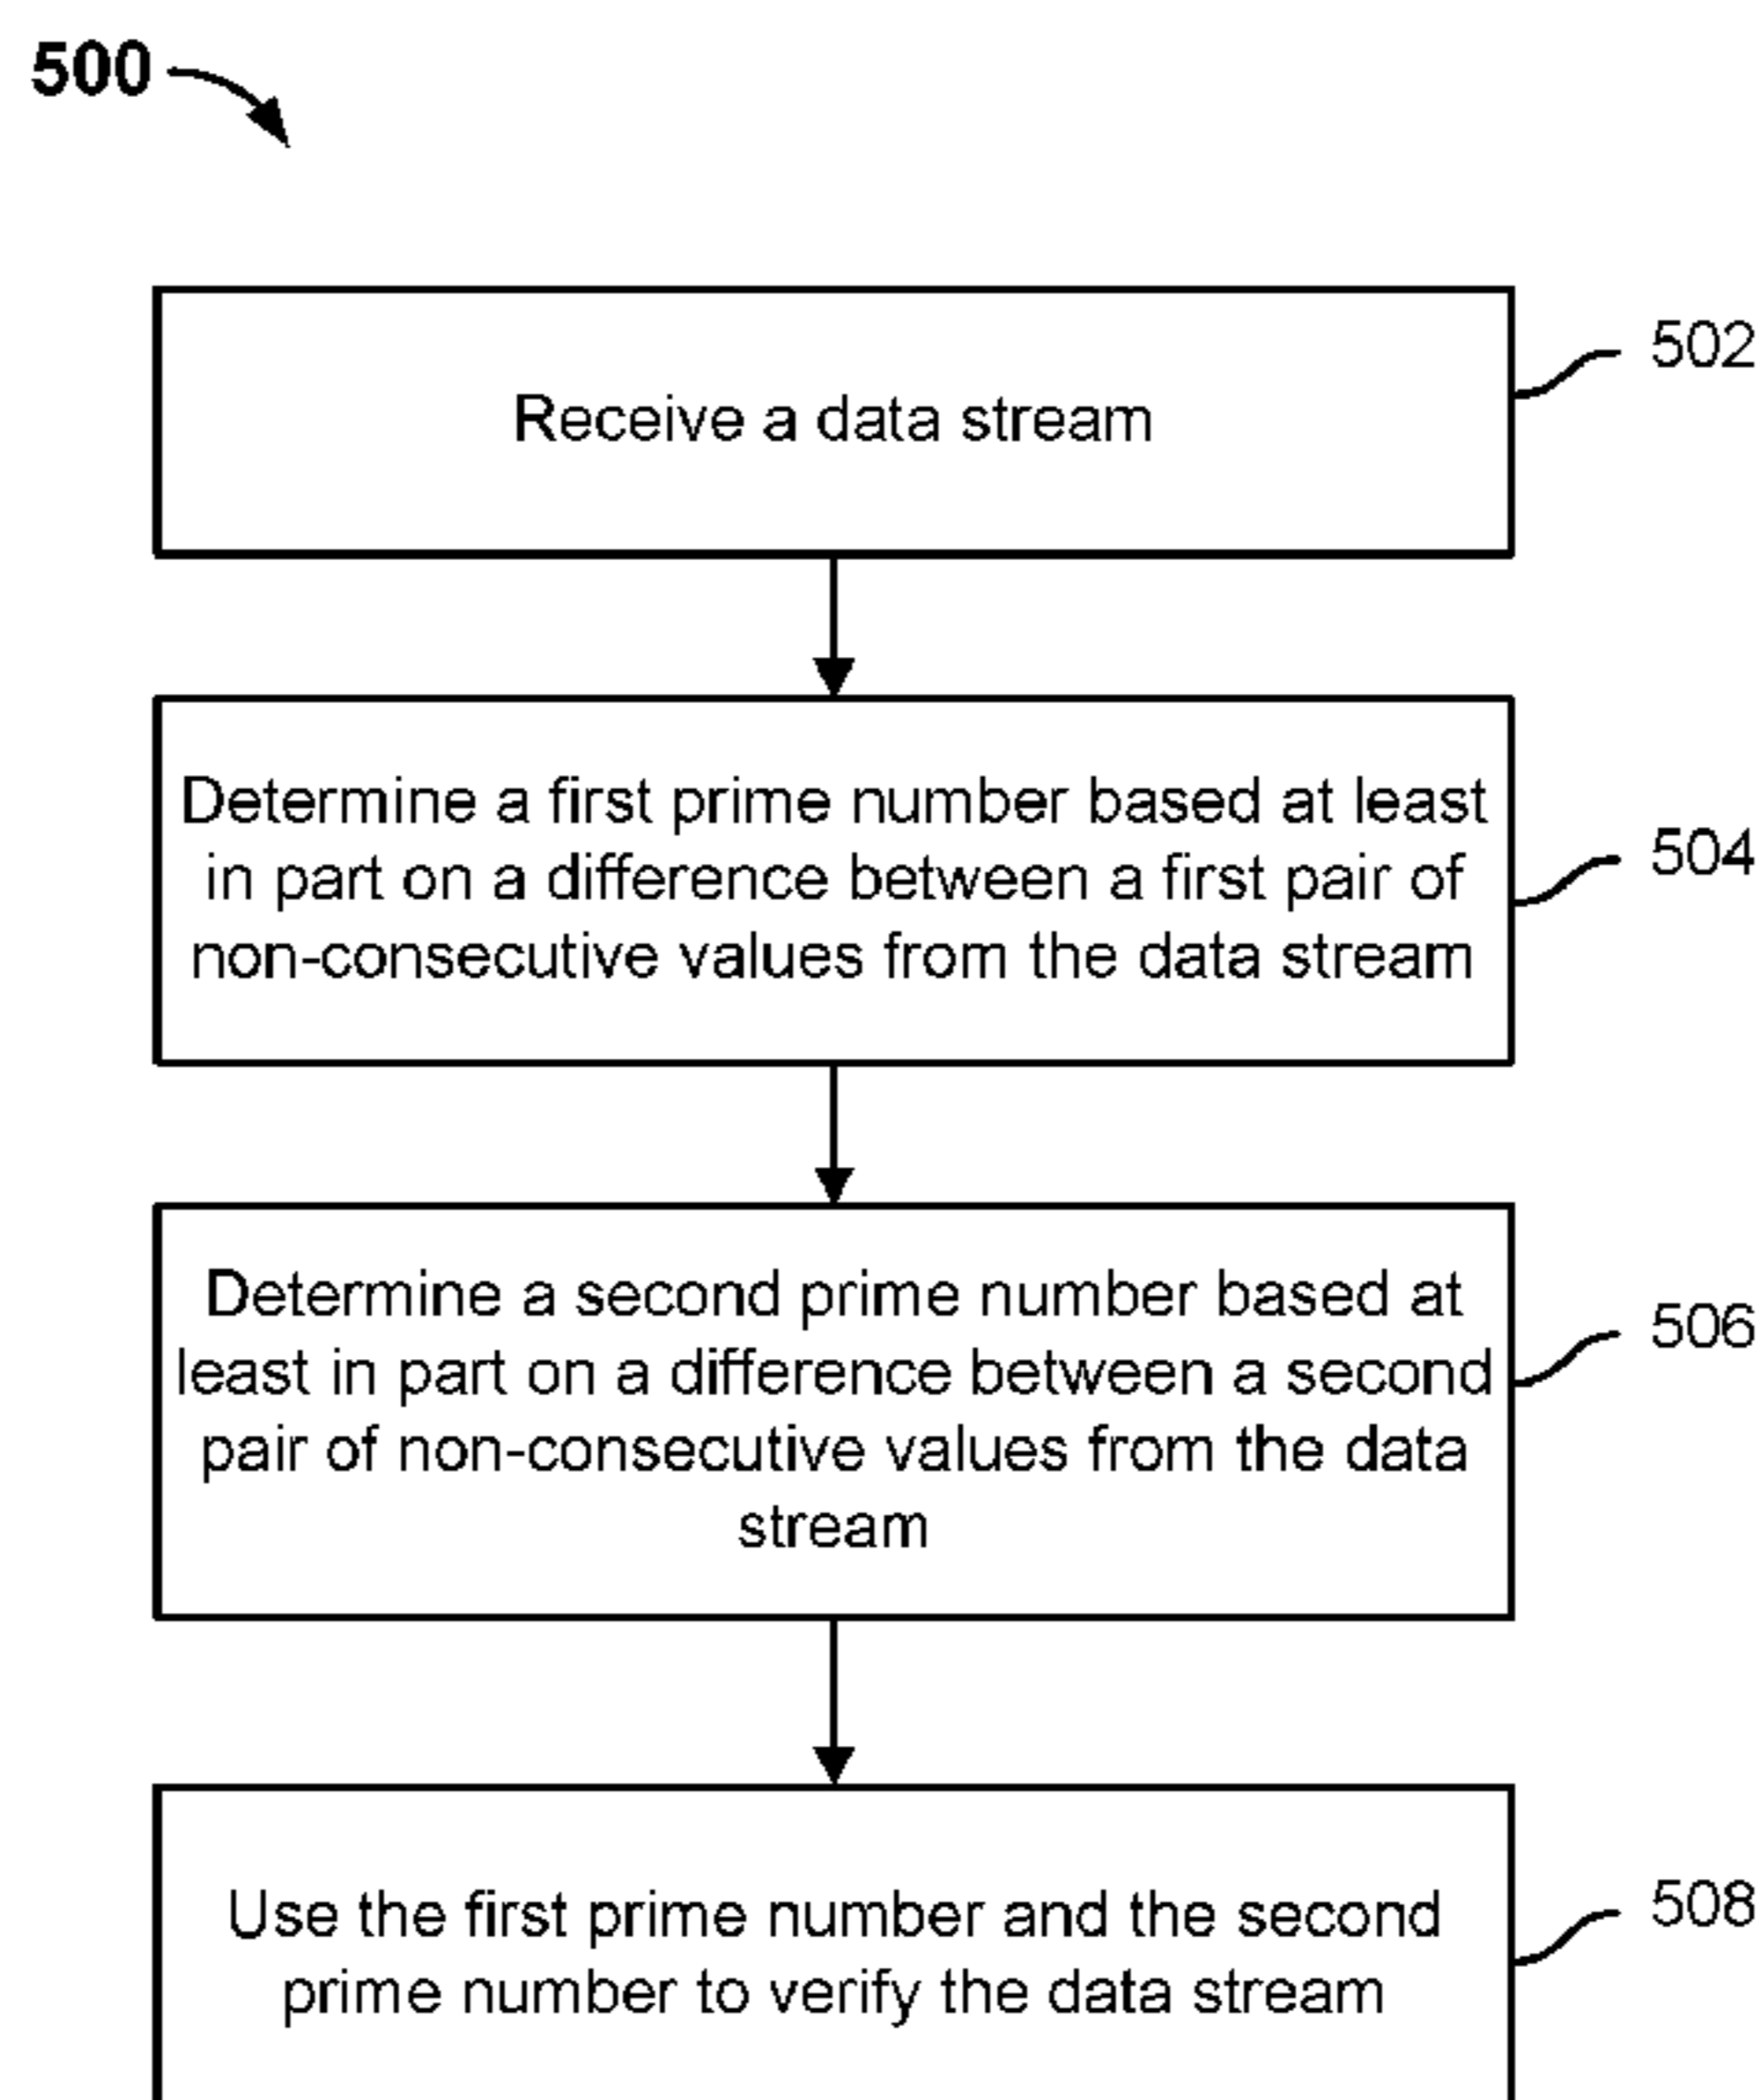 500
Receive a data stream
502
Determine a first prime number based at least
in part on a difference between a first pair of
non-consecutive values from the data stream
504
Determine a second prime number based at
least in part on a difference between a second
pair of non-consecutive values from the data
stream
506
Use the first prime number and the second
prime number to verify the data stream
508